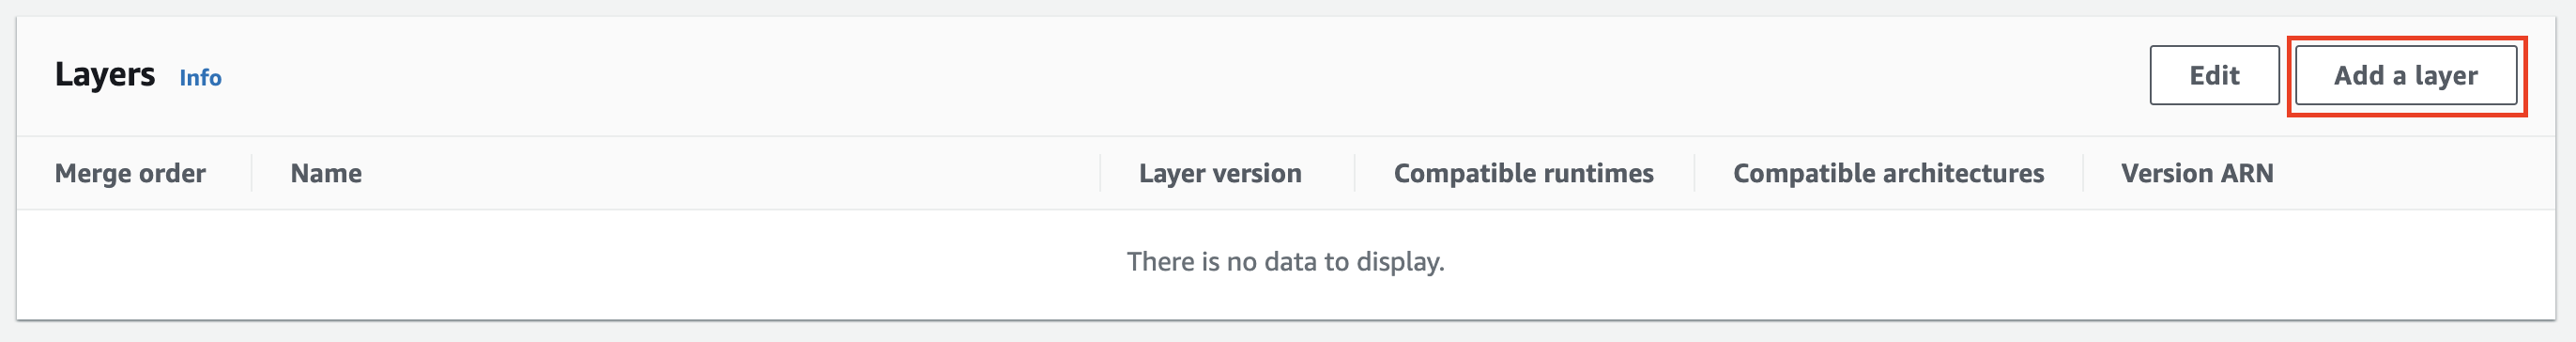 Layers Info Edit Add a layer
Merge order Name Layer version Compatible runtimes Compatible architectures Version ARN
There is no data to display.